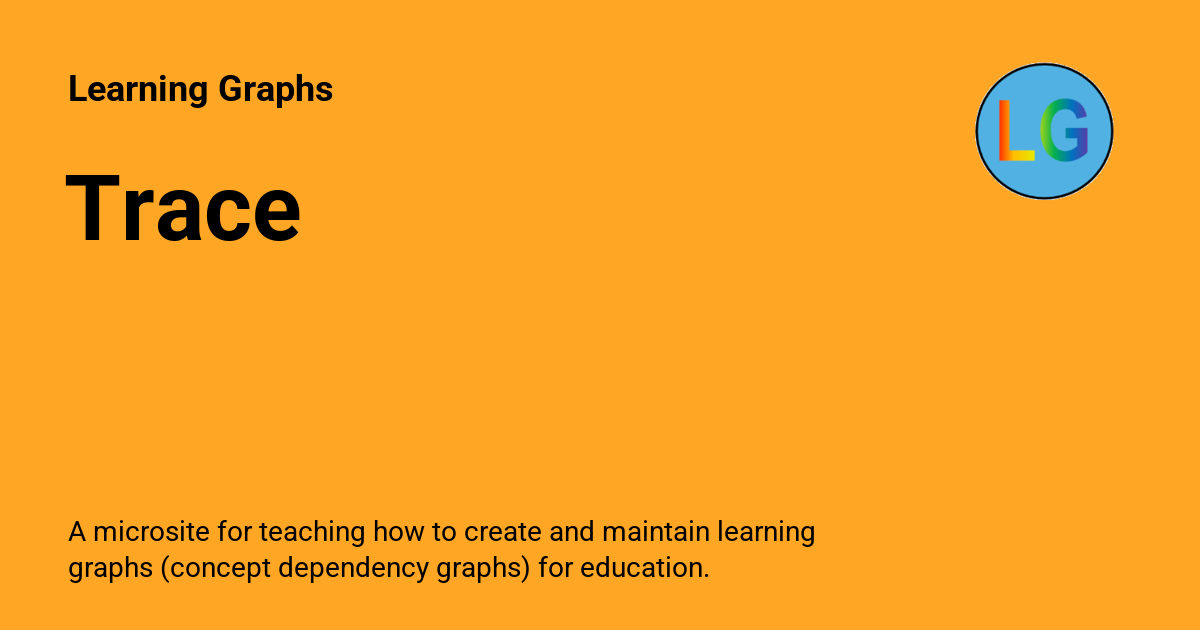 Learning Graphs
LG
Trace
A microsite for teaching how to create and maintain learning
graphs (concept dependency graphs) for education.